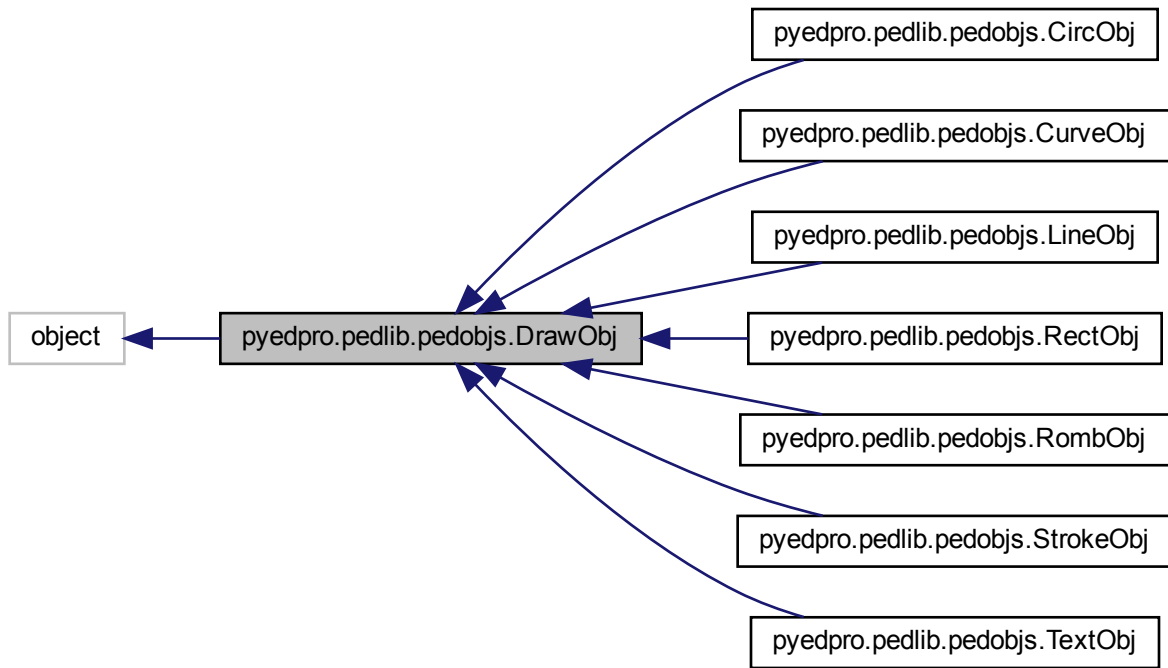 pyedpro.pedlib.pedobjs.CircObj
pyedpro.pedlib.pedobjs.CurveObj
pyedpro.pedlib.pedobjs.LineObj
object
pyedpro.pedlib.pedobjs.DrawObj
pyedpro.pedlib.pedobjs.RectObj
pyedpro.pedlib.pedobjs.RombObj
pyedpro.pedlib.pedobjs.StrokeObj
pyedpro.pedlib.pedobjs.TextObj